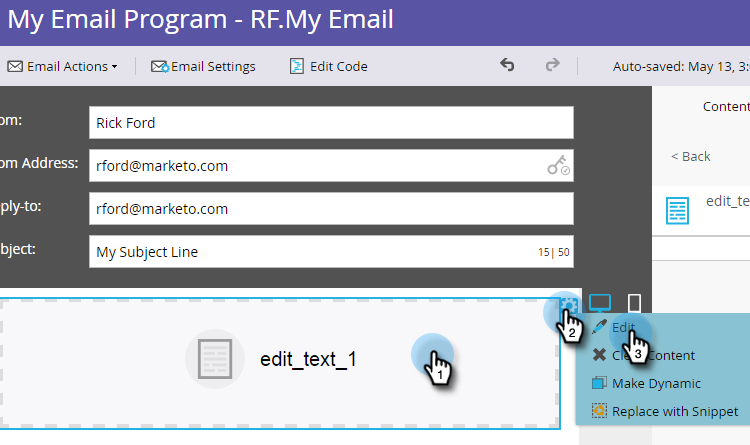 My Email Program - RF.My Email
Email Actions
Email Settings
Edit Code
Auto-saved: May 13, 3:
Content
om:
Rick Ford
< Back
om Address:
rford@marketo.com
edit_te
ply-to:
rford@marketo.com
bject:
My Subject Line
15| 50
edit_text_1
1
2
Edit
3
Content
Make Dynamic
Replace with Snippet